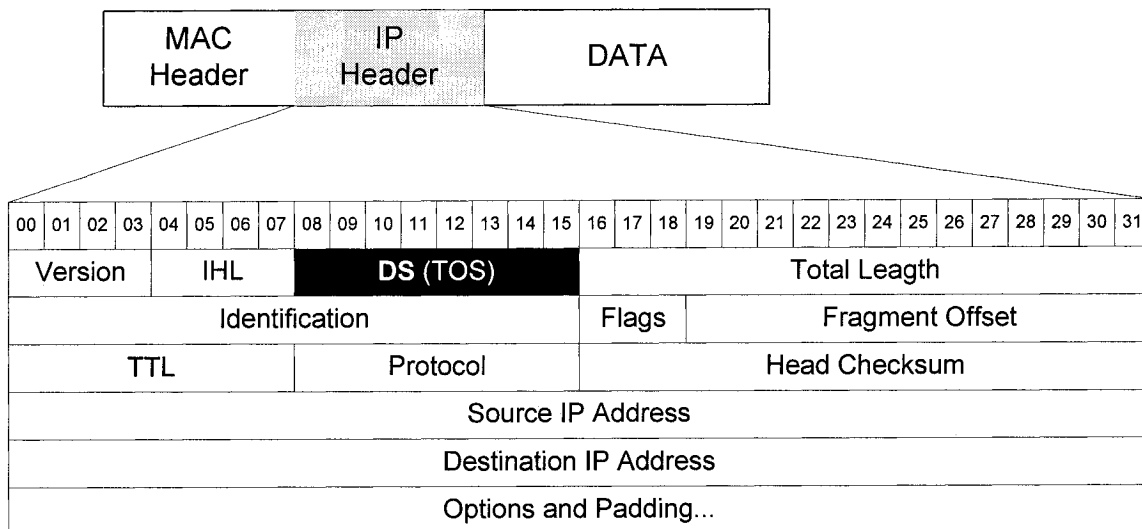 MAC
Header
IP
Header
DATA
00 01 02 03 04 05 06 07 08 09 10 11 12 13 14 15 16 17 18 19 20 21 22 23 24 25 26 27 28 29 30 31
Version IHL DS (TOS) Total Leagth
Identification Flags Fragment Offset
TTL Protocol Head Checksum
Source IP Address
Destination IP Address
Options and Padding...